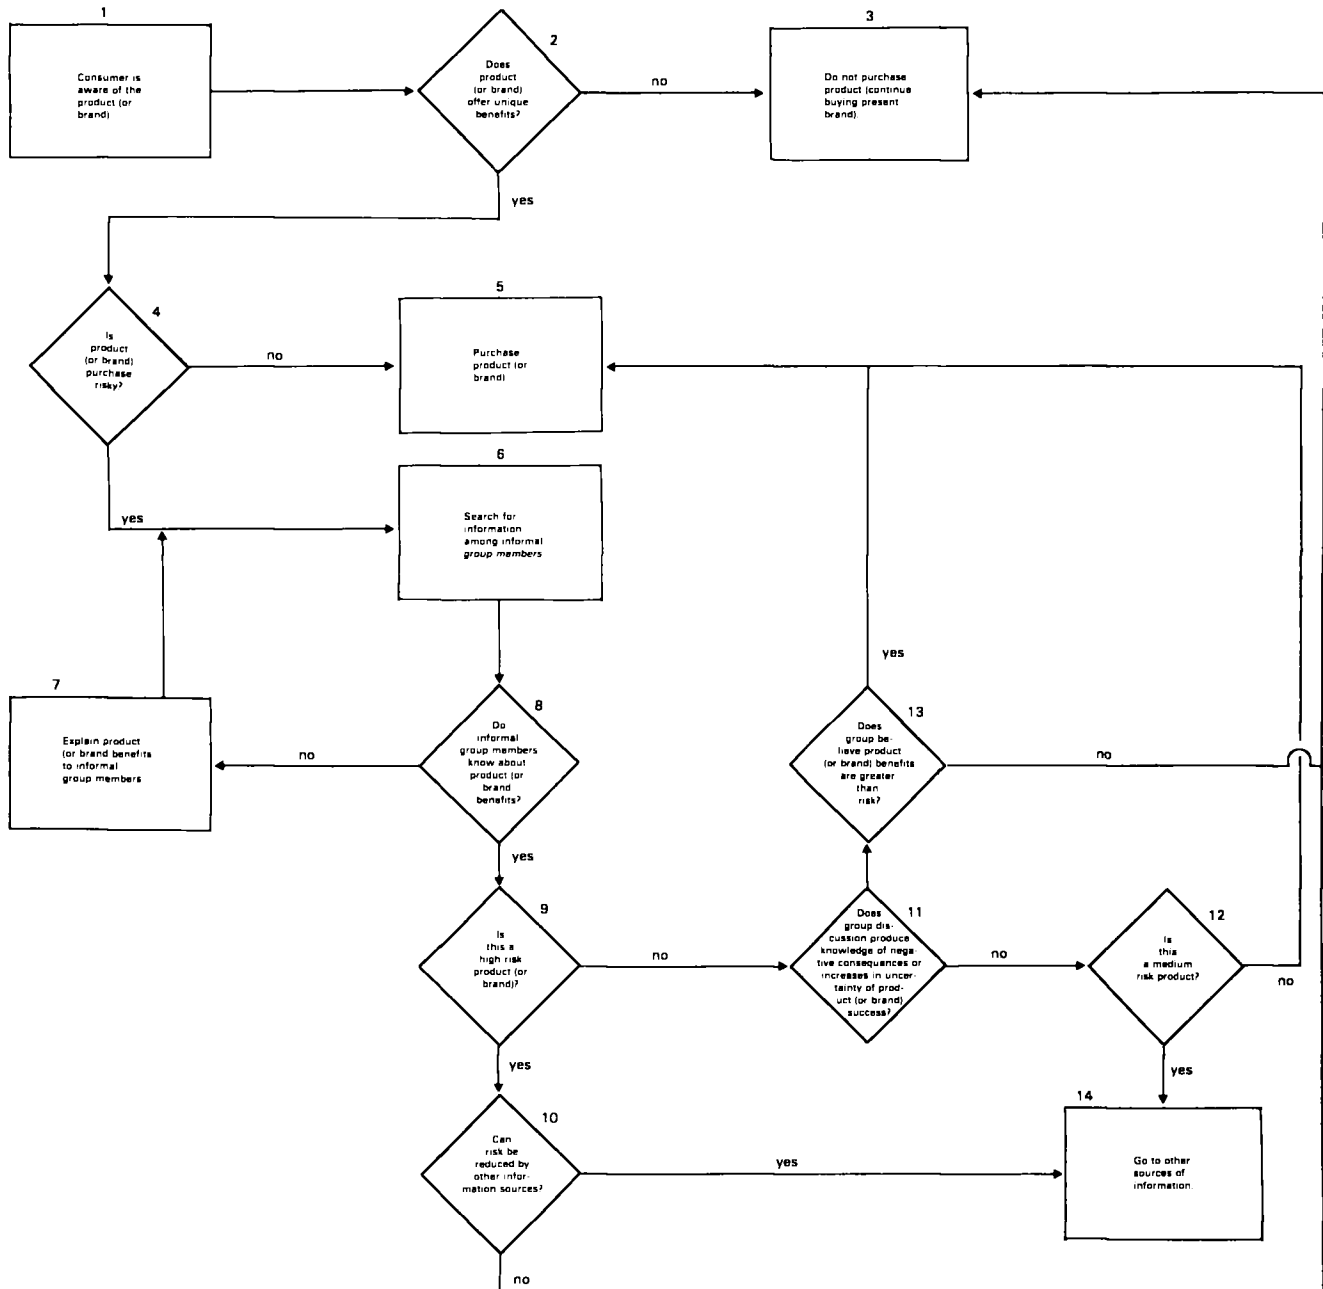 1
Consumer is
aware of the
product (or
brand)
2
Does
product
(or brand)
offer unique
benefits?
no
3
Do not purchase
product (continue
buying present
brand).
yes
4
Is
product
(or brand)
purchase
risky?
no
5
Purchase
product (or
brand)
yes
6
Search for
information
among informal
group members
7
Explain product
(or brand benefits
to informal
group members
no
8
Do
informal
group members
know about
product (or
brand
benefits?
yes
yes
13
Does
group be-
lieve product
(or brand) benefits
are greater
than
risk?
no
9
Is
this a
high risk
product (or
brand)?
no
11
Does
group dis-
cussion produce
knowledge of nega-
tive consequences or
increases in uncer-
tainty of prod-
uct (or brand)
success?
no
12
Is
this
a medium
risk product?
no
yes
yes
10
Can
risk be
reduced by
other infor-
mation sources?
yes
14
Go to other
sources of
information.
no